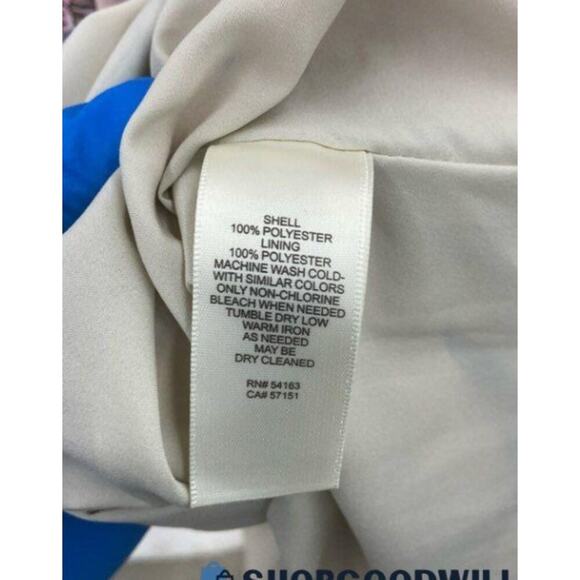 SHELL
100% POLYESTER
LINING
100% POLYESTER
MACHINE WASH COLD-
WITH SIMILAR COLORS
ONLY NON-CHLORINE
BLEACH WHEN NEEDED
TUMBLE DRY LOW
WARM IRON
AS NEEDED
MAY BE
DRY CLEANED
RN# 54163
CA# 57151
SHOPGOODWILL